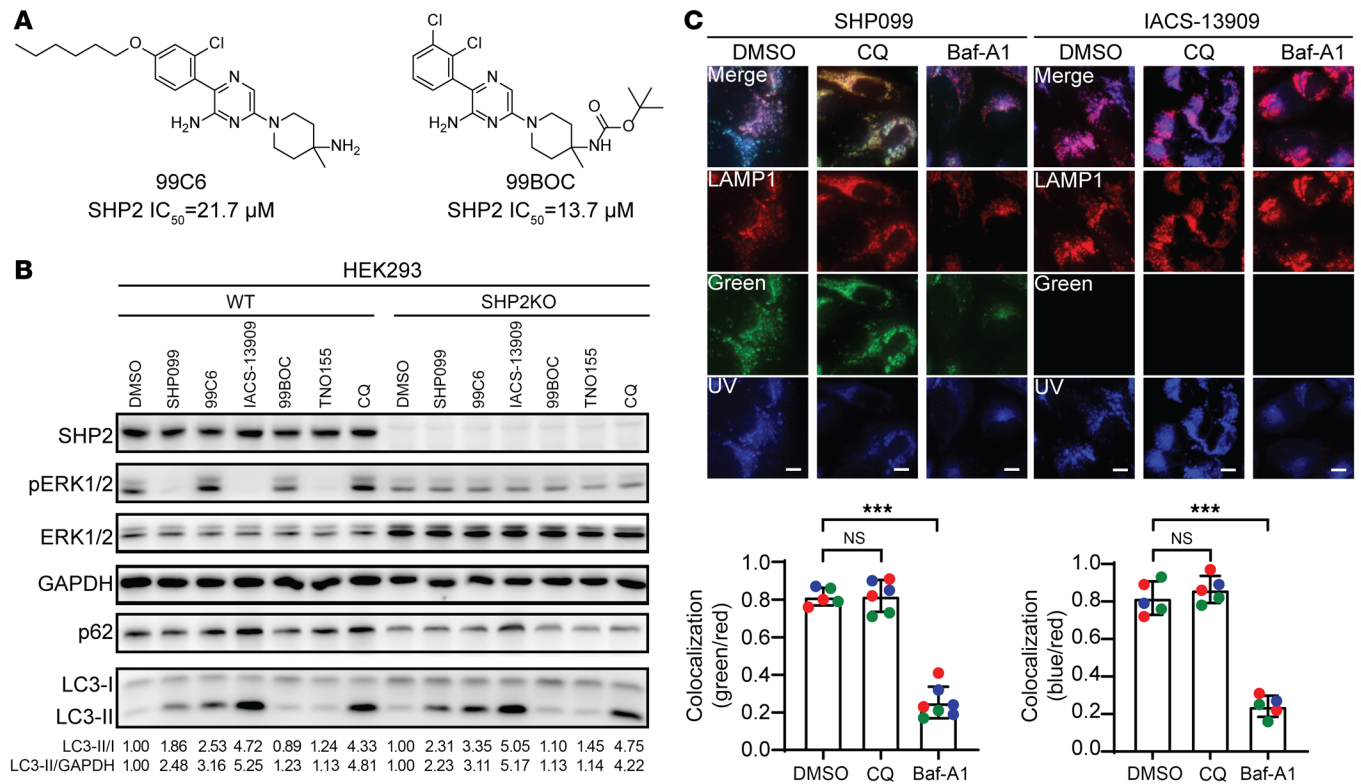 A
O
Cl
N
H₂N
N
N
NH₂
99C6
SHP2 IC₅₀=21.7 µM
Cl
Cl
N
H₂N
N
N
O
O
NH
99BOC
SHP2 IC₅₀=13.7 µM
B
HEK293
WT SHP2KO
DMSO SHP099 99C6 IACS-13909 99BOC TNO155 CQ DMSO SHP099 99C6 IACS-13909 99BOC TNO155 CQ
SHP2
pERK1/2
ERK1/2
GAPDH
p62
LC3-I
LC3-II
LC3-II/I 1.00 1.86 2.53 4.72 0.89 1.24 4.33 1.00 2.31 3.35 5.05 1.10 1.45 4.75
LC3-II/GAPDH 1.00 2.48 3.16 5.25 1.23 1.13 4.81 1.00 2.23 3.11 5.17 1.13 1.14 4.22
C
SHP099 IACS-13909
DMSO CQ Baf-A1 DMSO CQ Baf-A1
Merge Merge
LAMP1 LAMP1
Green Green
UV UV
***
NS
Colocalization
(green/red)
1.0
0.8
0.6
0.4
0.2
0.0
DMSO CQ Baf-A1
***
NS
Colocalization
(blue/red)
1.0
0.8
0.6
0.4
0.2
0.0
DMSO CQ Baf-A1